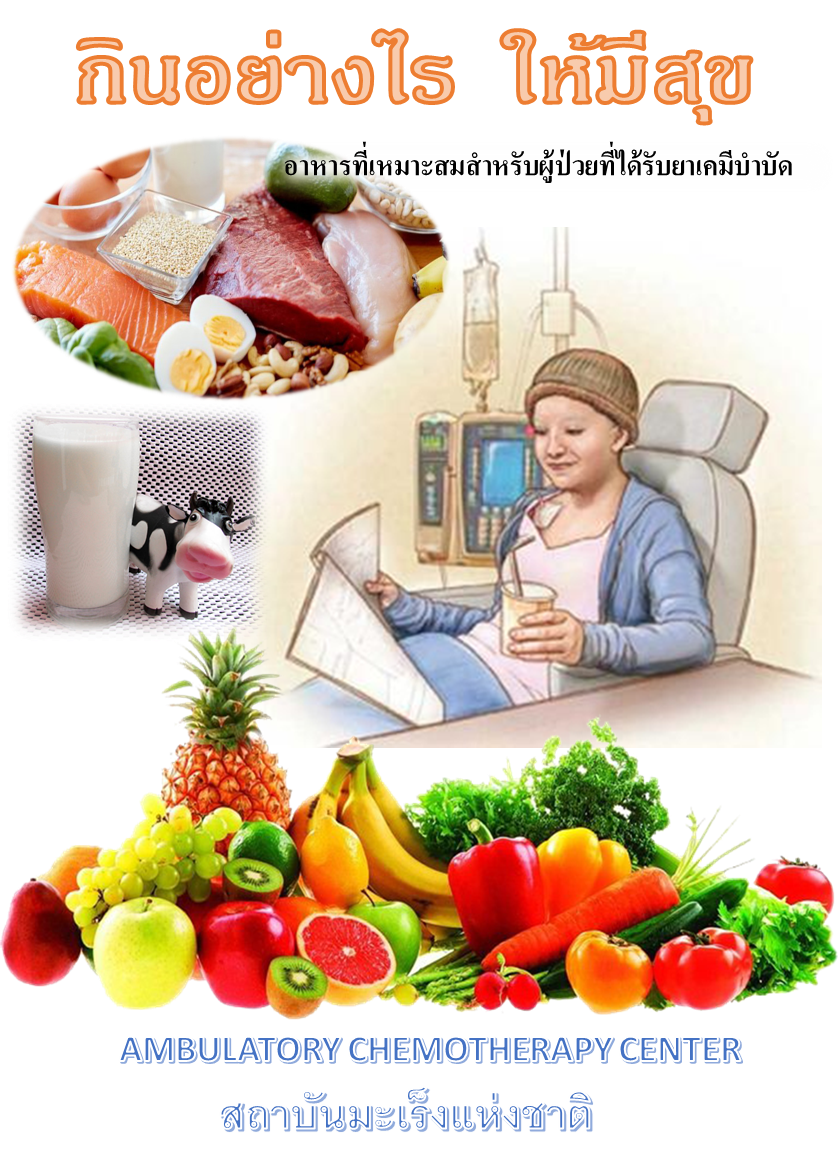 กินอย่างไร ให้มีสุข
อาหารที่เหมาะสมสำหรับผู้ป่วยที่ได้รับยาเคมีบำบัด
AMBULATORY CHEMOTHERAPY CENTER
สถาบันมะเร็งแห่งชาติ